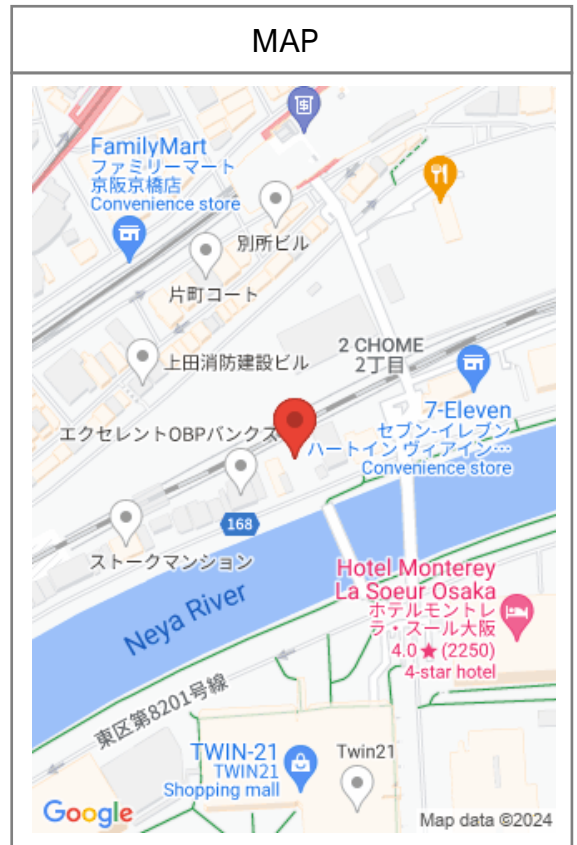 MAP
FamilyMart
ファミリーマート
京阪京橋店
Convenience store
別所ビル
片町コート
2 CHOME
2丁目
上田消防建設ビル
7-Eleven
セブン-イレブン
ハートイン ヴィアイン…
Convenience store
エクセレントOBPバンクス
168
ストークマンション
Neya River
Hotel Monterey
La Soeur Osaka
ホテルモントレ
ラ・スール大阪
4.0★(2250)
4-star hotel
東区第8201号線
TWIN-21
TWIN21
Shopping mall
Twin21
Google
Map data ©2024